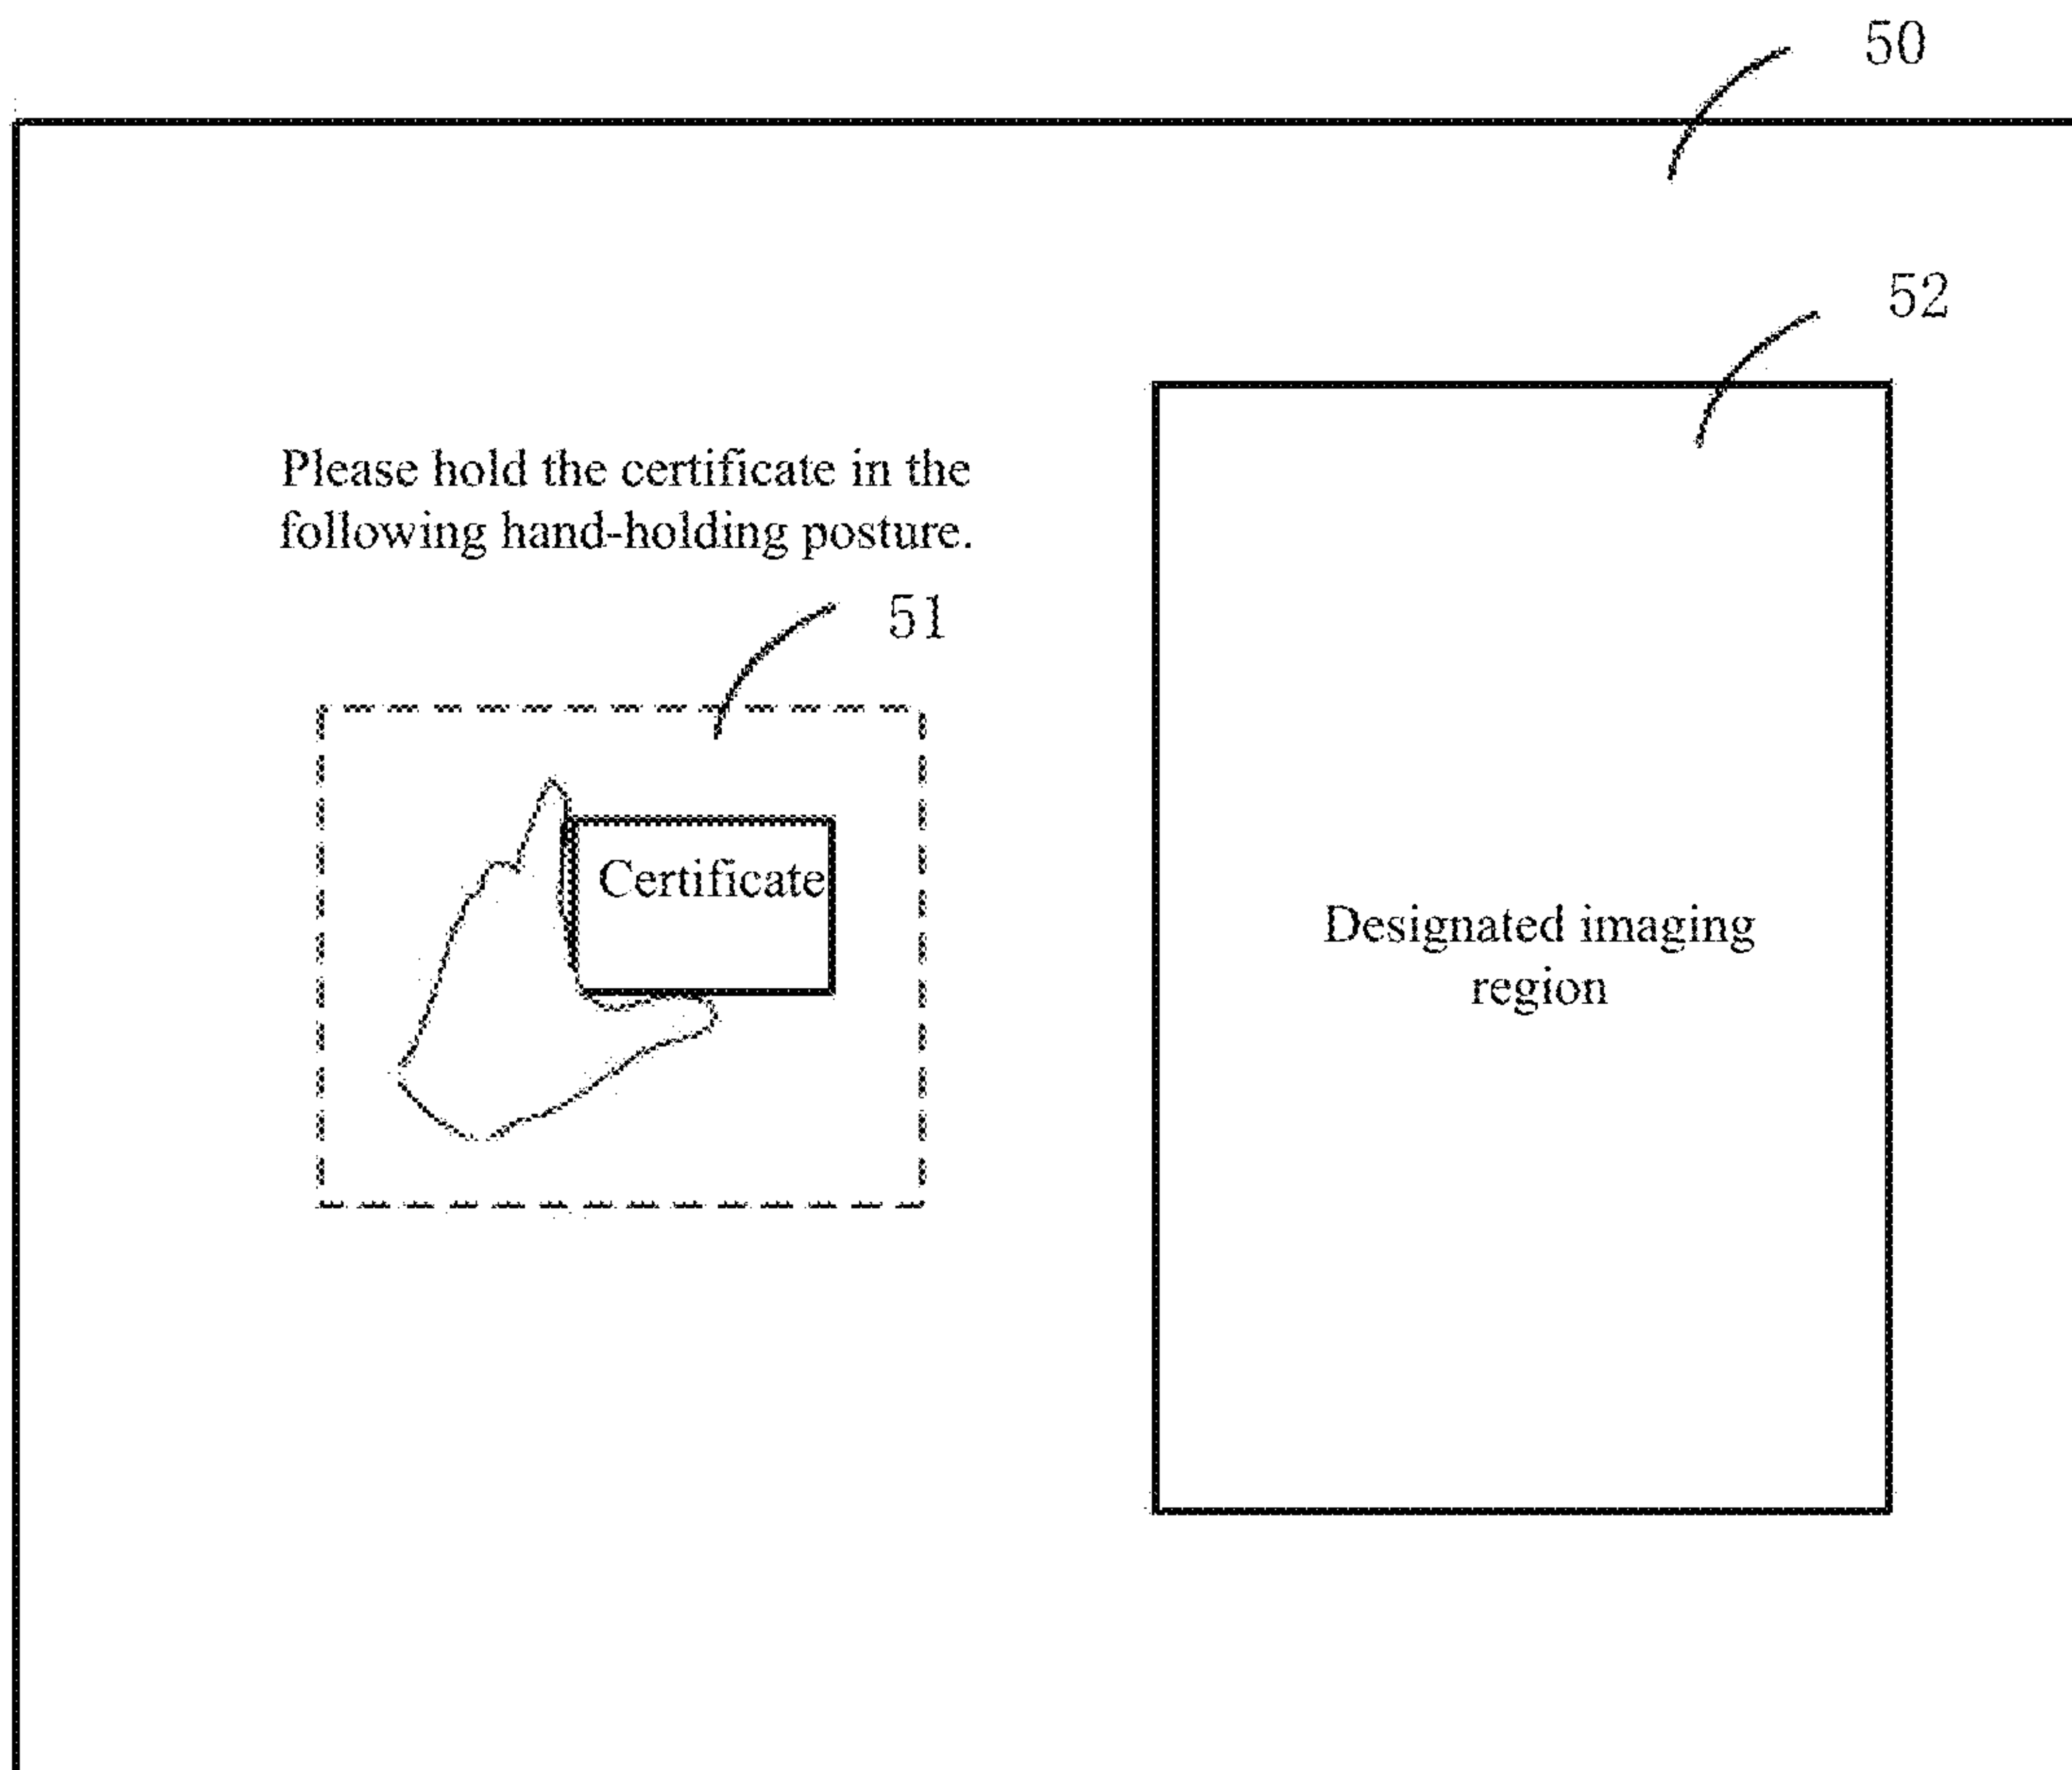 50
52
Please hold the certificate in the
following hand-holding posture.
51
Certificate
Designated imaging
region